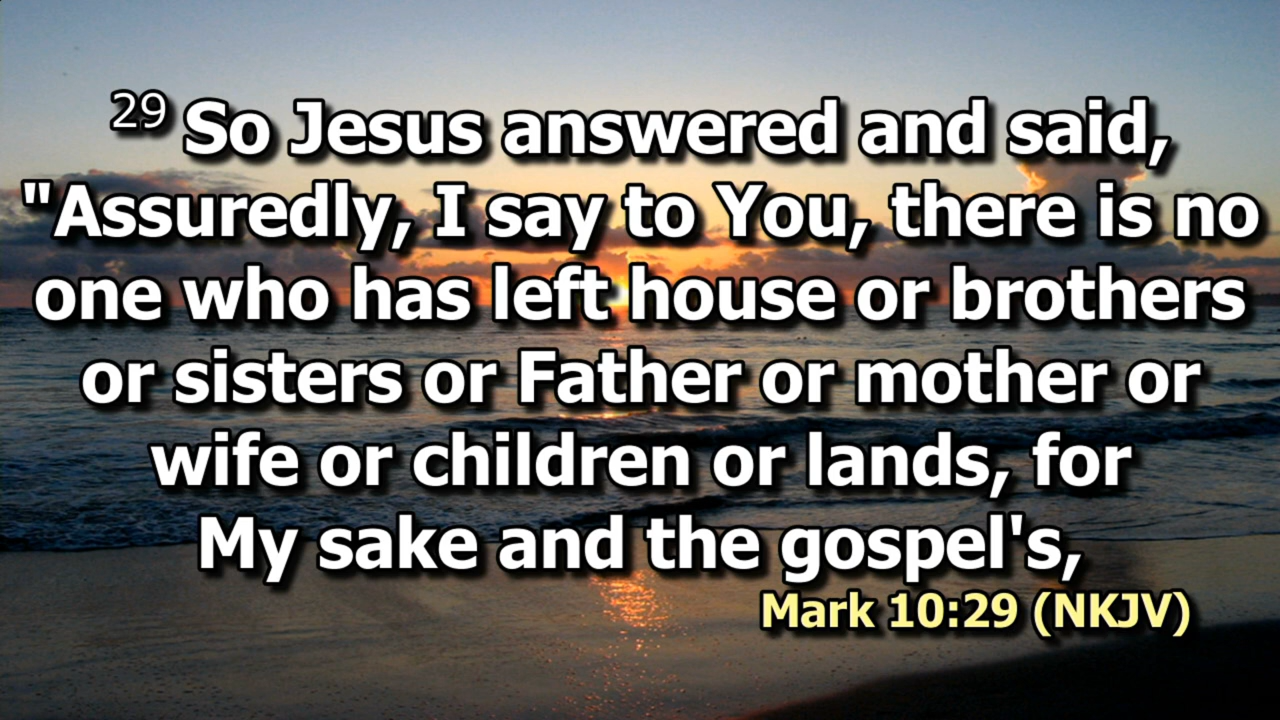 29 So Jesus answered and said,
"Assuredly, I say to You, there is no
one who has left house or brothers
or sisters or Father or mother or
wife or children or lands, for
My sake and the gospel's,
Mark 10:29 (NKJV)